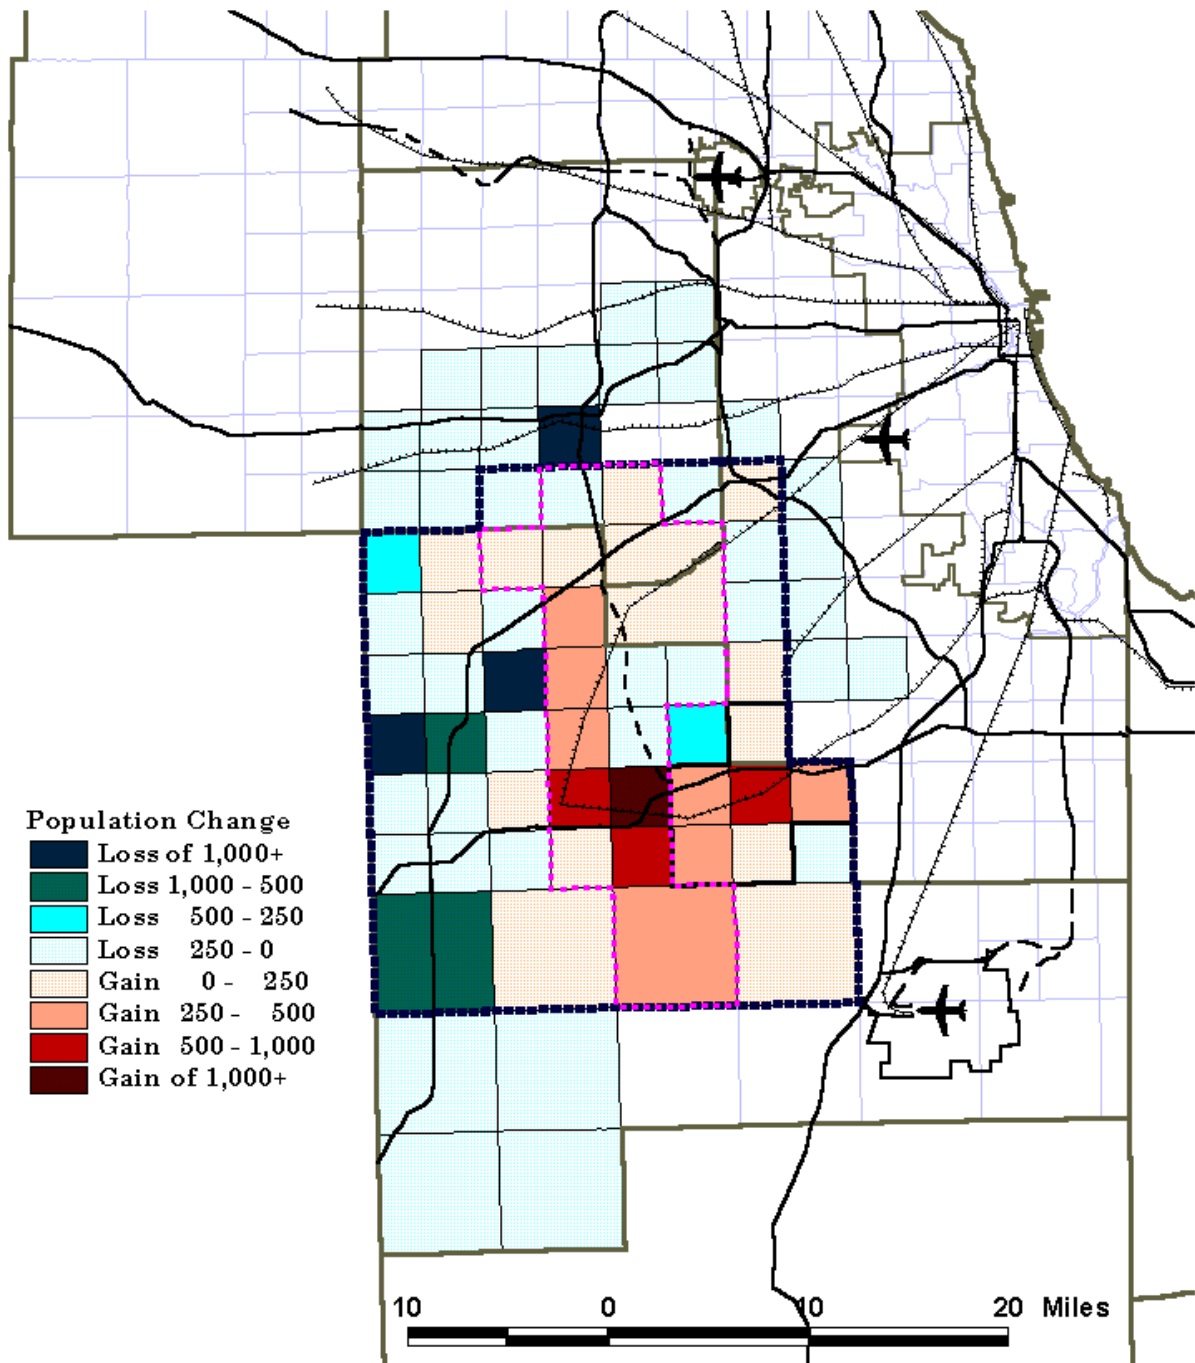 Population Change
Loss of 1,000+
Loss 1,000 - 500
Loss 500 - 250
Loss 250 - 0
Gain 0 - 250
Gain 250 - 500
Gain 500 - 1,000
Gain of 1,000+
10 0 10 20 Miles